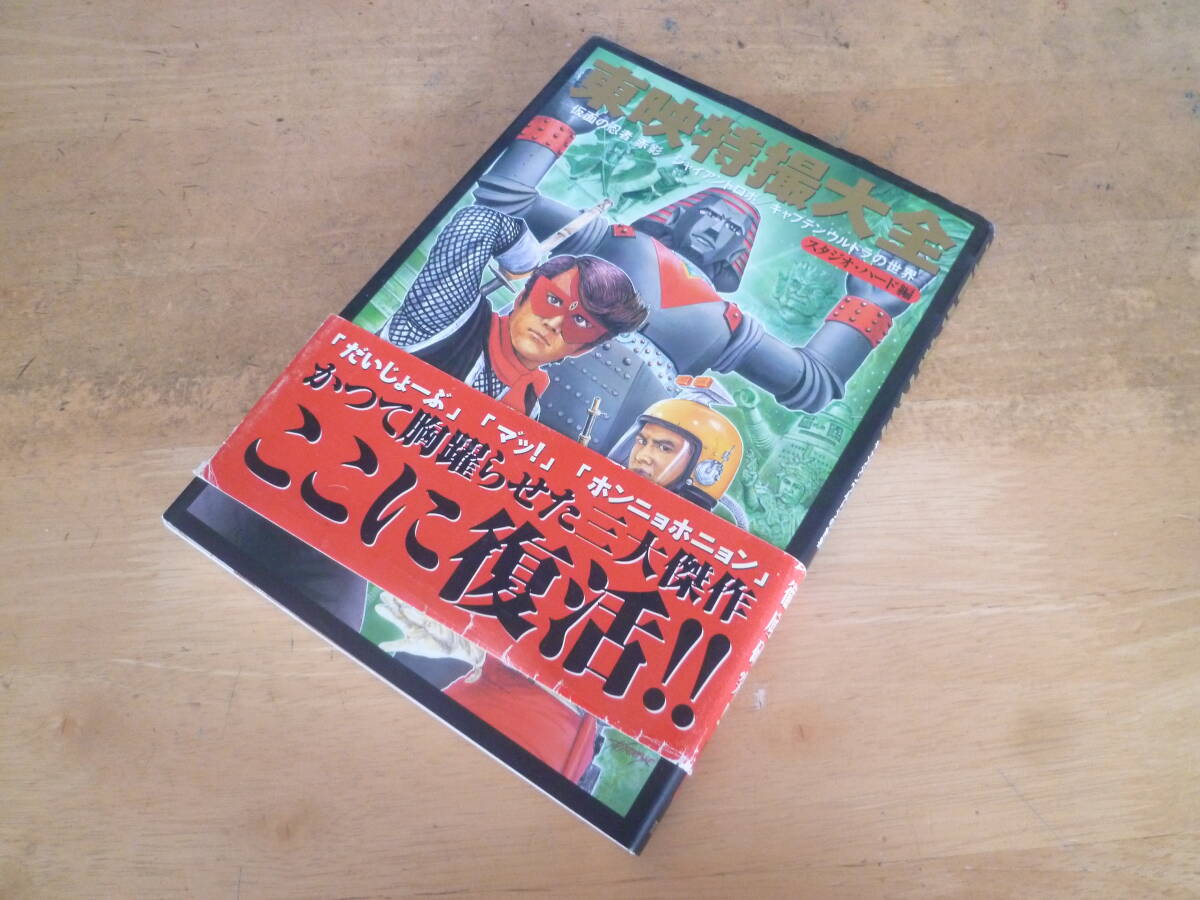 東映特撮大全
仮面の忍者 赤影/ジャイアントロボ/キャプテンウルトラの世界
スタジオ・ハード編
「だいじょーぶ」「マ゛ッ!」「ホンニョホニョン」
かつて胸躍らせた三大傑作
ここに復活!!